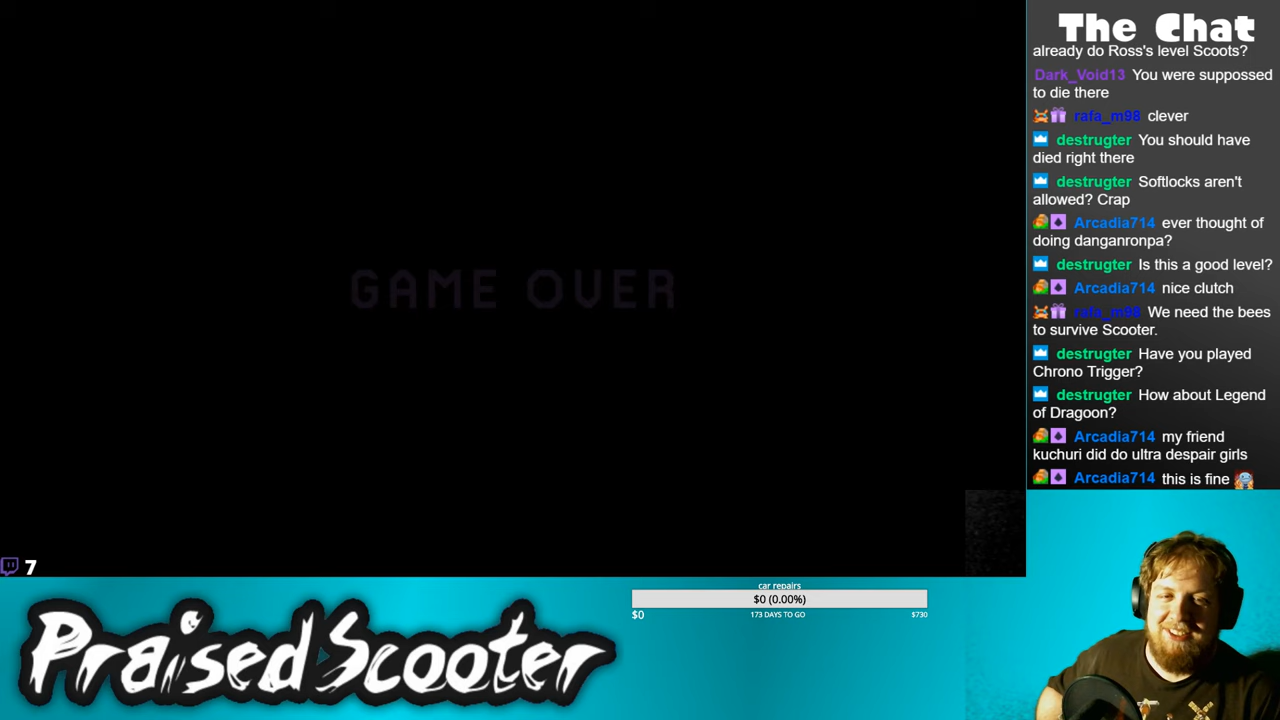 The Chat
already do Ross's level Scoots?
Dark_Void13 You were suppossed
to die there
rafa_m98 clever
destrugter You should have
died right there
destrugter Softlocks aren't
allowed? Crap
Arcadia714 ever thought of
doing danganronpa?
destrugter Is this a good level?
Arcadia714 nice clutch
rafa_m98 We need the bees
to survive Scooter.
destrugter Have you played
Chrono Trigger?
destrugter How about Legend
of Dragoon?
Arcadia714 my friend
kuchuri did do ultra despair girls
Arcadia714 this is fine
GAME OVER
7
PraisedScooter
car repairs
$0 (0.00%)
$0 173 DAYS TO GO $730